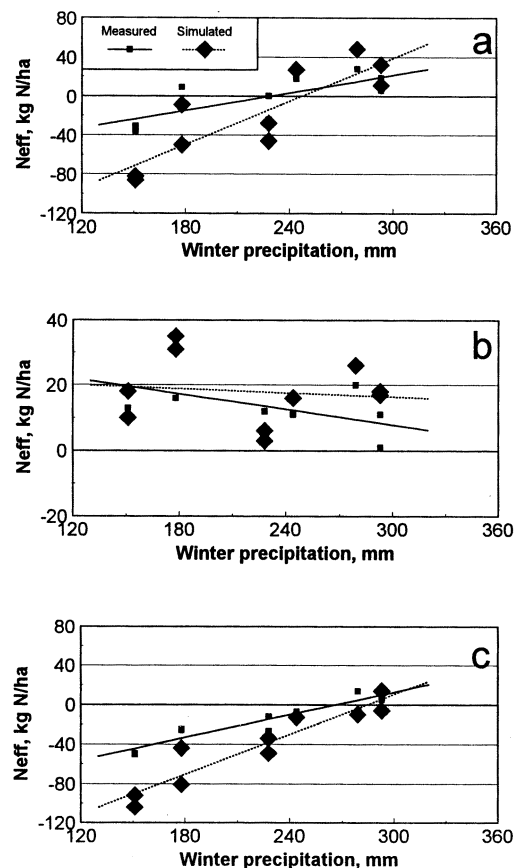 80
Measured Simulated
a
40
0
-40
-80
-120
Neff, kg N/ha
120 180 240 300 360
Winter precipitation, mm
40
b
20
0
-20
Neff, kg N/ha
120 180 240 300 360
Winter precipitation, mm
80
c
40
0
-40
-80
-120
Neff, kg N/ha
120 180 240 300 360
Winter precipitation, mm